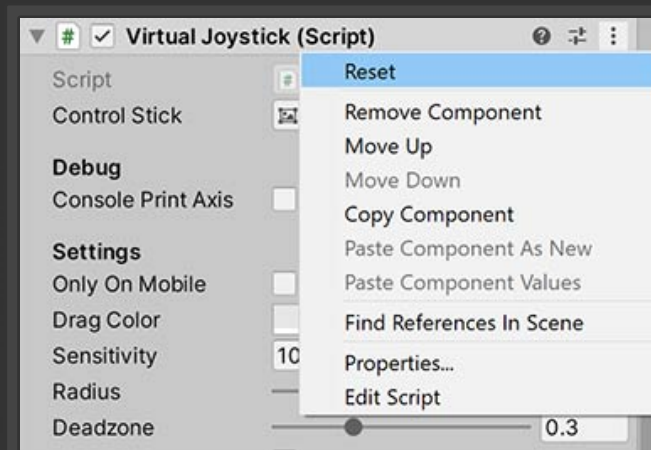 # Virtual Joystick (Script)
Script #
Control Stick
Debug
Console Print Axis
Settings
Only On Mobile
Drag Color
Sensitivity 10
Radius
Deadzone 0.3
Reset
Remove Component
Move Up
Move Down
Copy Component
Paste Component As New
Paste Component Values
Find References In Scene
Properties...
Edit Script